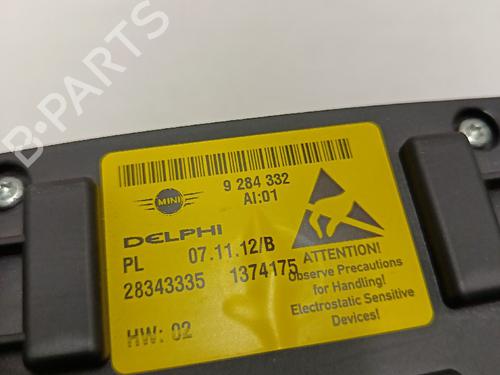 B-PARTS
9 284 332
MINI
AI:01
DELPHI
PL 07.11.12/B
28343335 1374175
HW: 02
ATTENTION!
Observe Precautions
for Handling!
Electrostatic Sensitive
Devices!